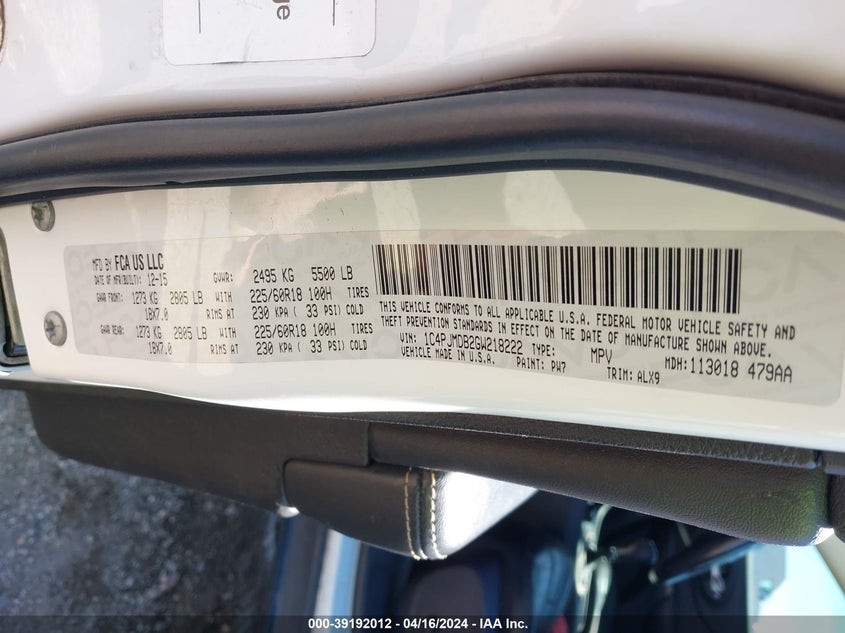 ge
MFD BY FCA US LLC
DATE OF MFR(BUILT): 12-15 GVWR: 2495 KG 5500 LB
GAWR FRONT: 1273 KG 2805 LB WITH 225/60R18 100H TIRES
18X7.0 RIMS AT 230 KPA ( 33 PSI) COLD
GAWR REAR: 1273 KG 2805 LB WITH 225/60R18 100H TIRES
18X7.0 RIMS AT 230 KPA ( 33 PSI) COLD
THIS VEHICLE CONFORMS TO ALL APPLICABLE U.S.A. FEDERAL MOTOR VEHICLE SAFETY AND
THEFT PREVENTION STANDARDS IN EFFECT ON THE DATE OF MANUFACTURE SHOWN ABOVE.
VIN: 1C4PJMDB2GW218222 TYPE: MPV MDH:113018 479AA
VEHICLE MADE IN U.S.A. PAINT: PW7 TRIM:ALX9
000-39192012 - 04/16/2024 - IAA Inc.